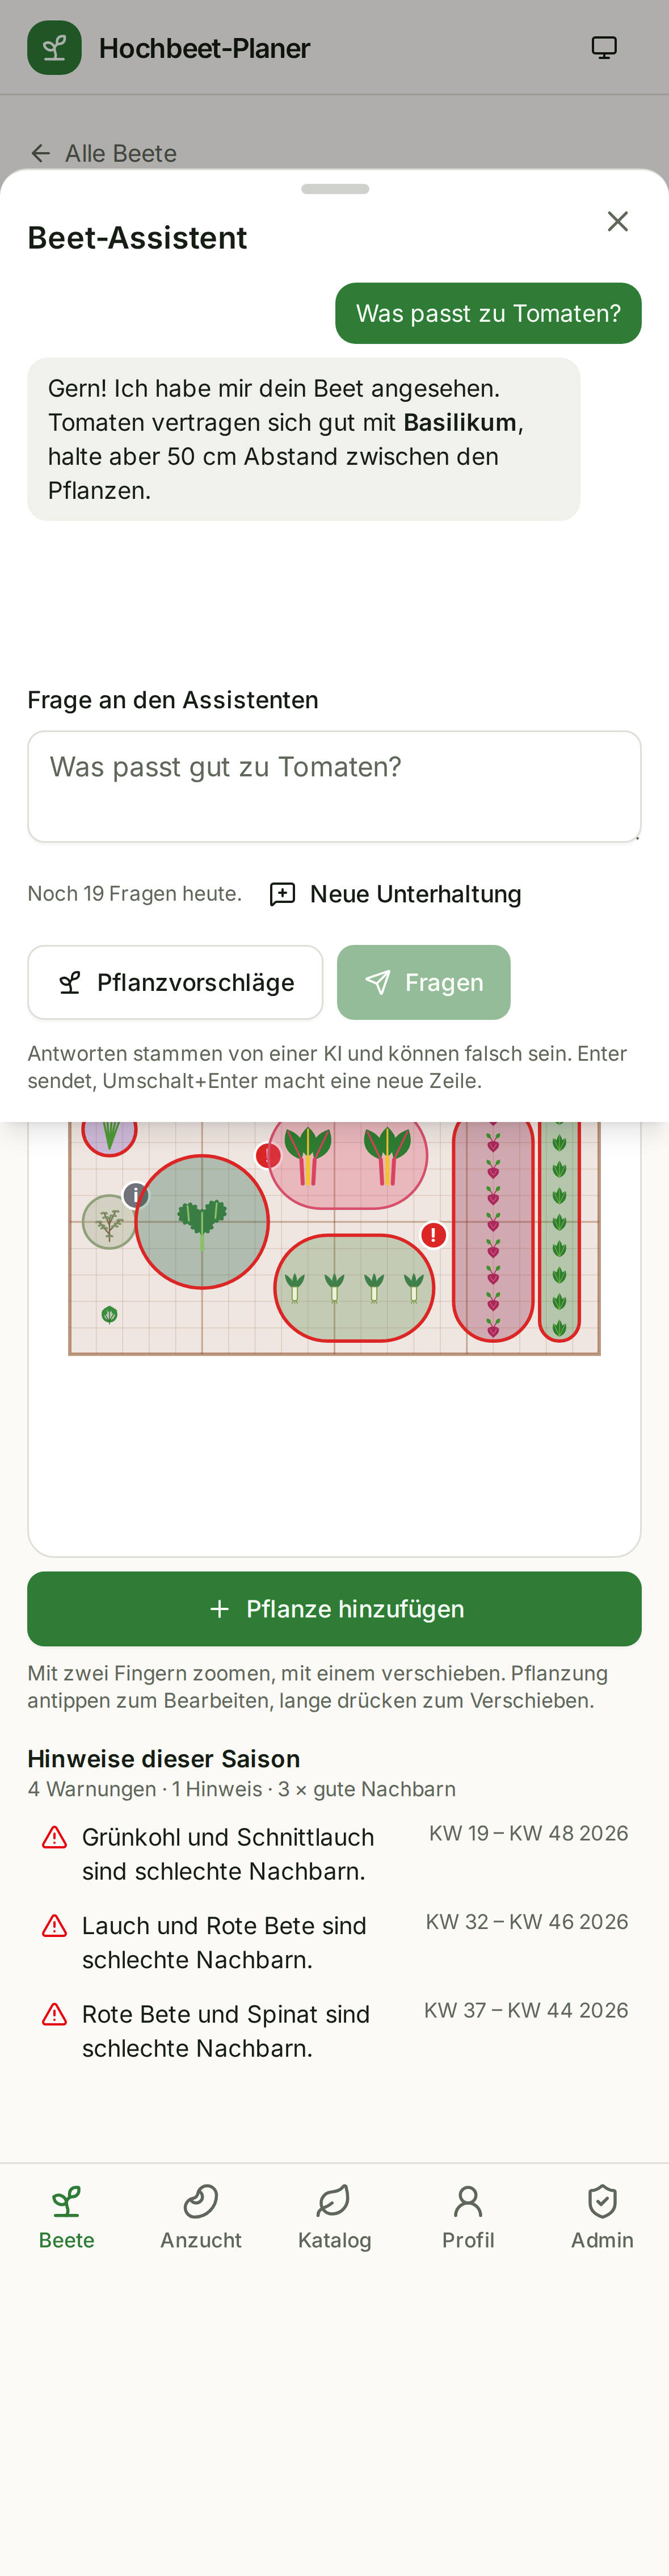 Hochbeet-Planer
Alle Beete
Beet-Assistent
Was passt zu Tomaten?
Gern! Ich habe mir dein Beet angesehen.
Tomaten vertragen sich gut mit Basilikum,
halte aber 50 cm Abstand zwischen den
Pflanzen.
Frage an den Assistenten
Was passt gut zu Tomaten?
Noch 19 Fragen heute.
Neue Unterhaltung
Pflanzvorschläge
Fragen
Antworten stammen von einer KI und können falsch sein. Enter
sendet, Umschalt+Enter macht eine neue Zeile.
!
i
!
Pflanze hinzufügen
Mit zwei Fingern zoomen, mit einem verschieben. Pflanzung
antippen zum Bearbeiten, lange drücken zum Verschieben.
Hinweise dieser Saison
4 Warnungen · 1 Hinweis · 3 × gute Nachbarn
Grünkohl und Schnittlauch
sind schlechte Nachbarn.
KW 19 – KW 48 2026
Lauch und Rote Bete sind
schlechte Nachbarn.
KW 32 – KW 46 2026
Rote Bete und Spinat sind
schlechte Nachbarn.
KW 37 – KW 44 2026
Beete
Anzucht
Katalog
Profil
Admin